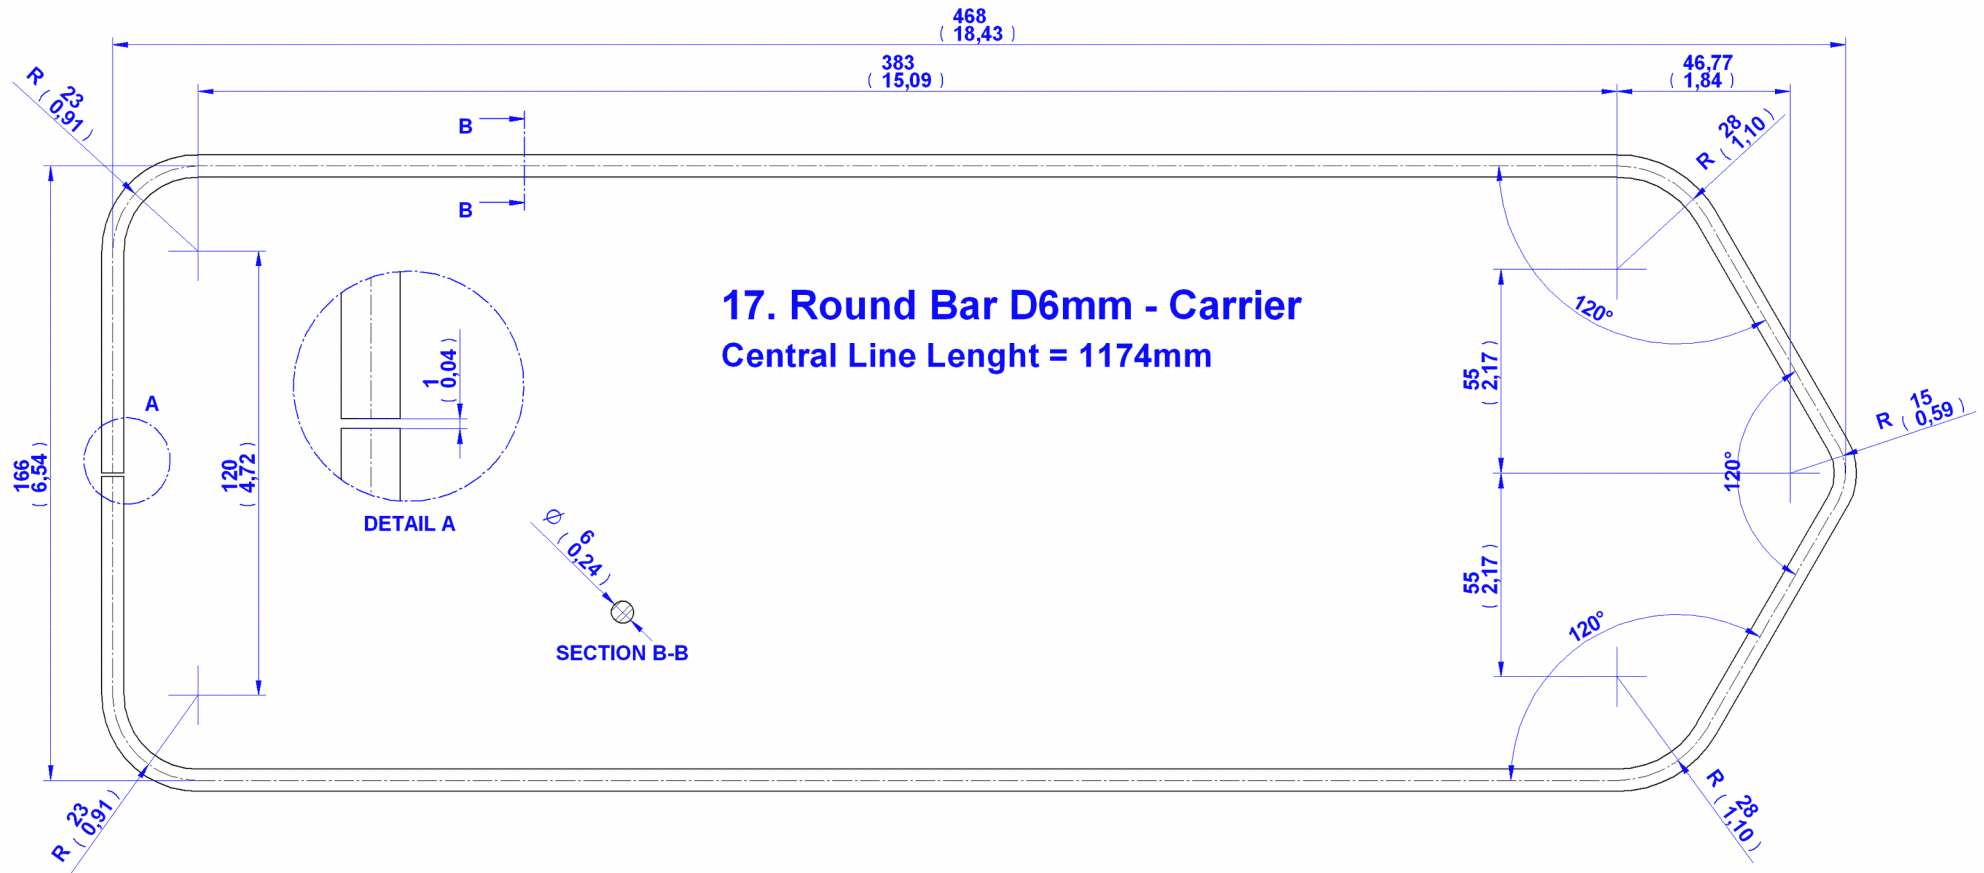 468
( 18,43 )
383
( 15,09 )
46,77
( 1,84 )
R 23
( 0,91 )
B
B
R 28
( 1,10 )
17. Round Bar D6mm - Carrier
Central Line Lenght = 1174mm
120°
1
( 0,04 )
55
( 2,17 )
A
R 15
( 0,59 )
166
( 6,54 )
120
( 4,72 )
120°
DETAIL A
Ø 6
( 0,24 )
55
( 2,17 )
120°
SECTION B-B
R 23
( 0,91 )
R 28
( 1,10 )